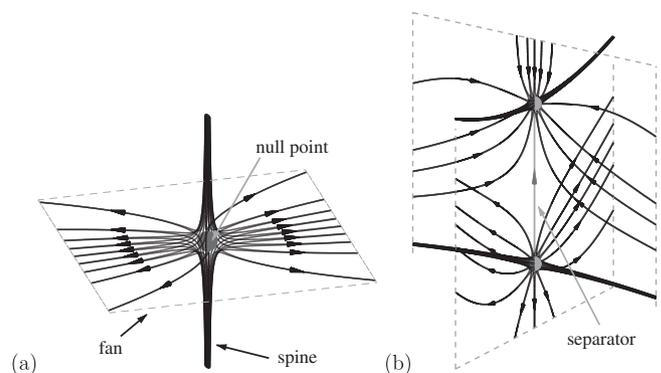 null point
fan
spine
(a)
separator
(b)